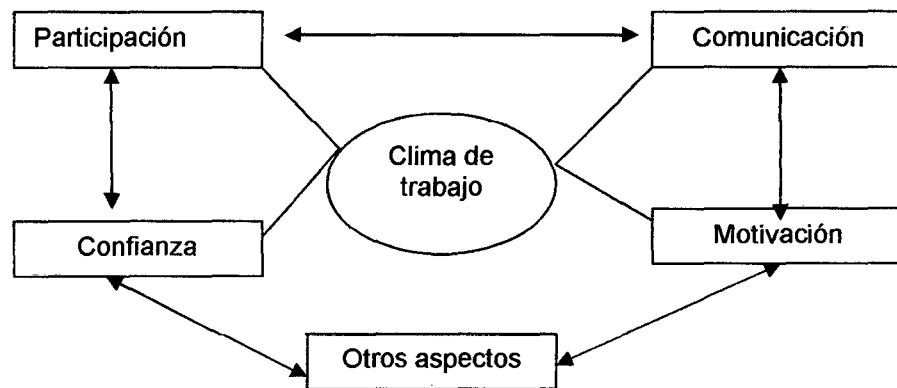 Participación
Comunicación
Clima de
trabajo
Confianza
Motivación
Otros aspectos